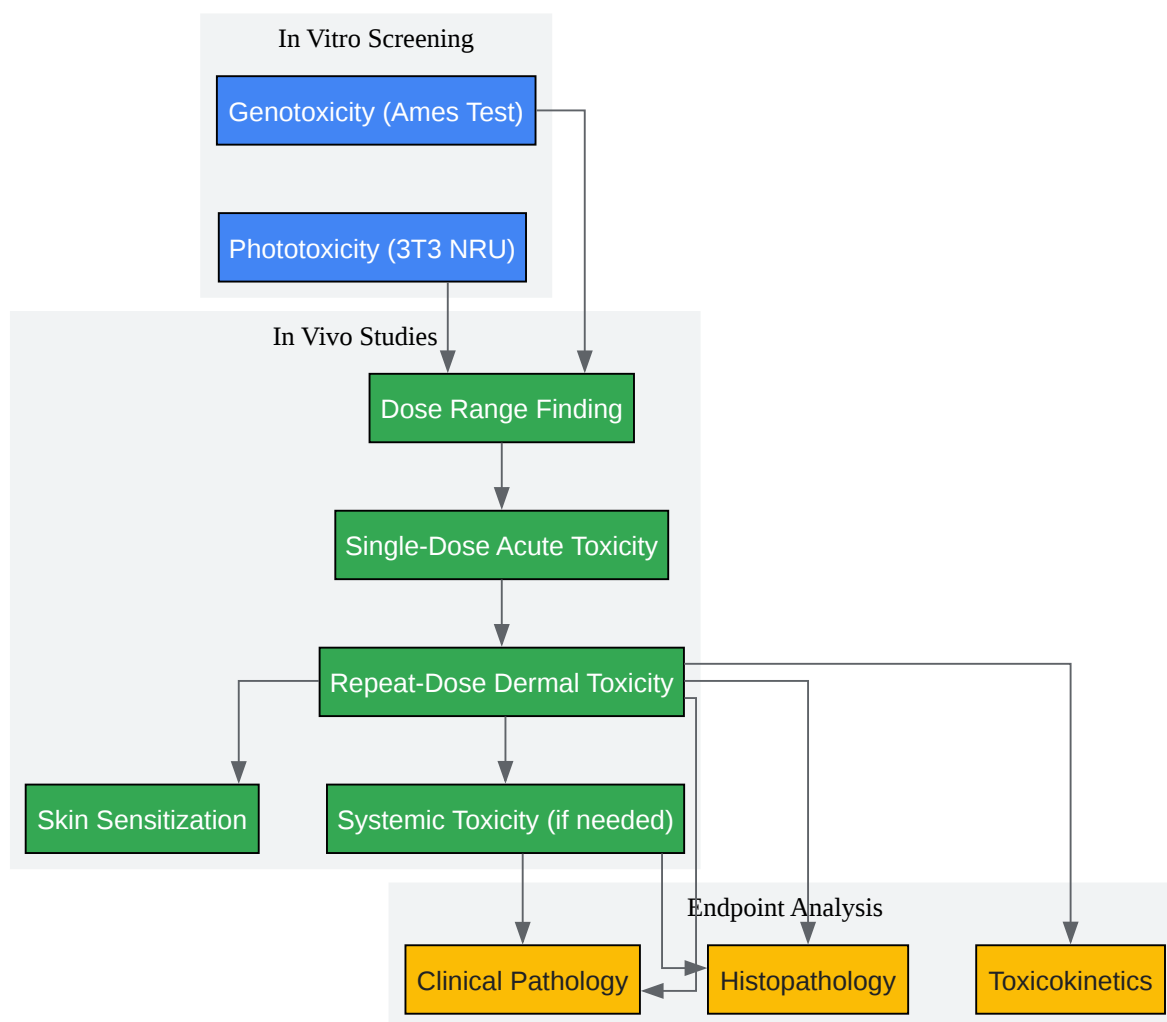 In Vitro Screening
Genotoxicity (Ames Test)
Phototoxicity (3T3 NRU)
In Vivo Studies
Dose Range Finding
Single-Dose Acute Toxicity
Repeat-Dose Dermal Toxicity
Skin Sensitization
Systemic Toxicity (if needed)
Endpoint Analysis
Clinical Pathology
Histopathology
Toxicokinetics